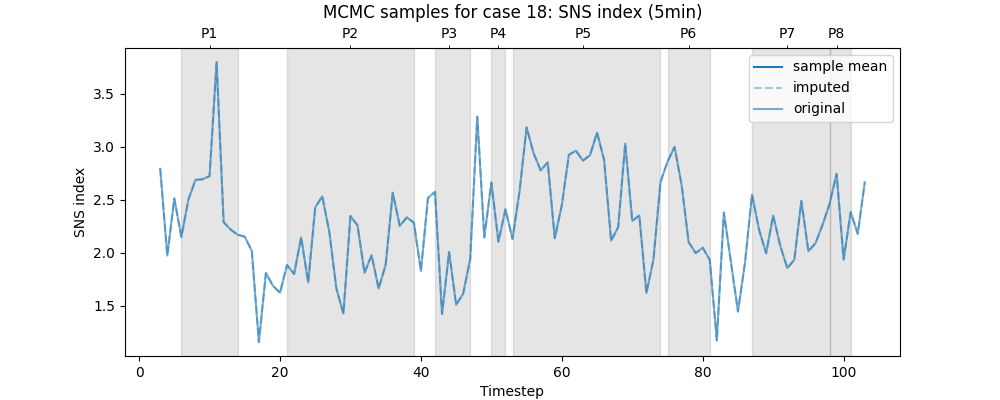 MCMC samples for case 18: SNS index (5min)
P1 P2 P3 P4 P5 P6 P7 P8
sample mean
imputed
original
SNS index
3.5
3.0
2.5
2.0
1.5
0 20 40 60 80 100
Timestep